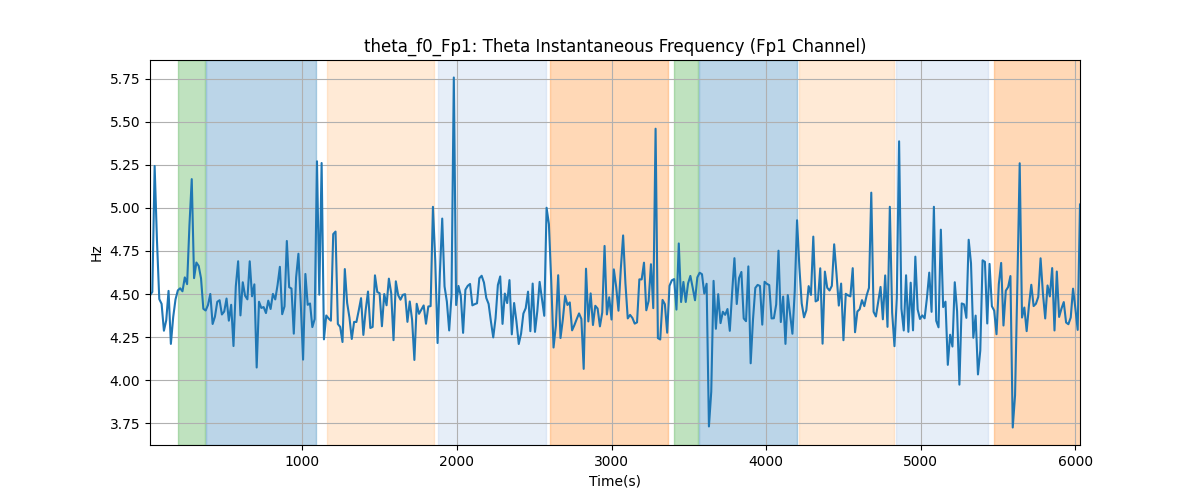 theta_f0_Fp1: Theta Instantaneous Frequency (Fp1 Channel)
5.75
5.50
5.25
5.00
4.75
4.50
4.25
4.00
3.75
Hz
1000 2000 3000 4000 5000 6000
Time(s)